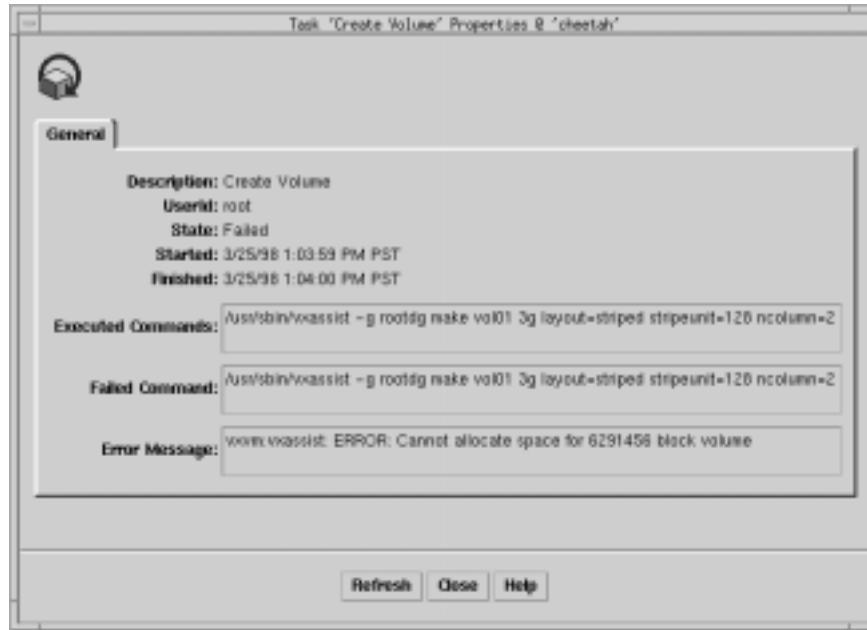 Task 'Create Volume' Properties @ 'cheetah'
General
Description: Create Volume
UserId: root
State: Failed
Started: 3/25/98 1:03:59 PM PST
Finished: 3/25/98 1:04:00 PM PST
Executed Commands: /usr/sbin/vxassist -g rootdg make vol01 3g layout=striped stripeunit=128 ncolumn=2
Failed Command: /usr/sbin/vxassist -g rootdg make vol01 3g layout=striped stripeunit=128 ncolumn=2
Error Message: vxvm:vxassist: ERROR: Cannot allocate space for 6291456 block volume
Refresh Close Help